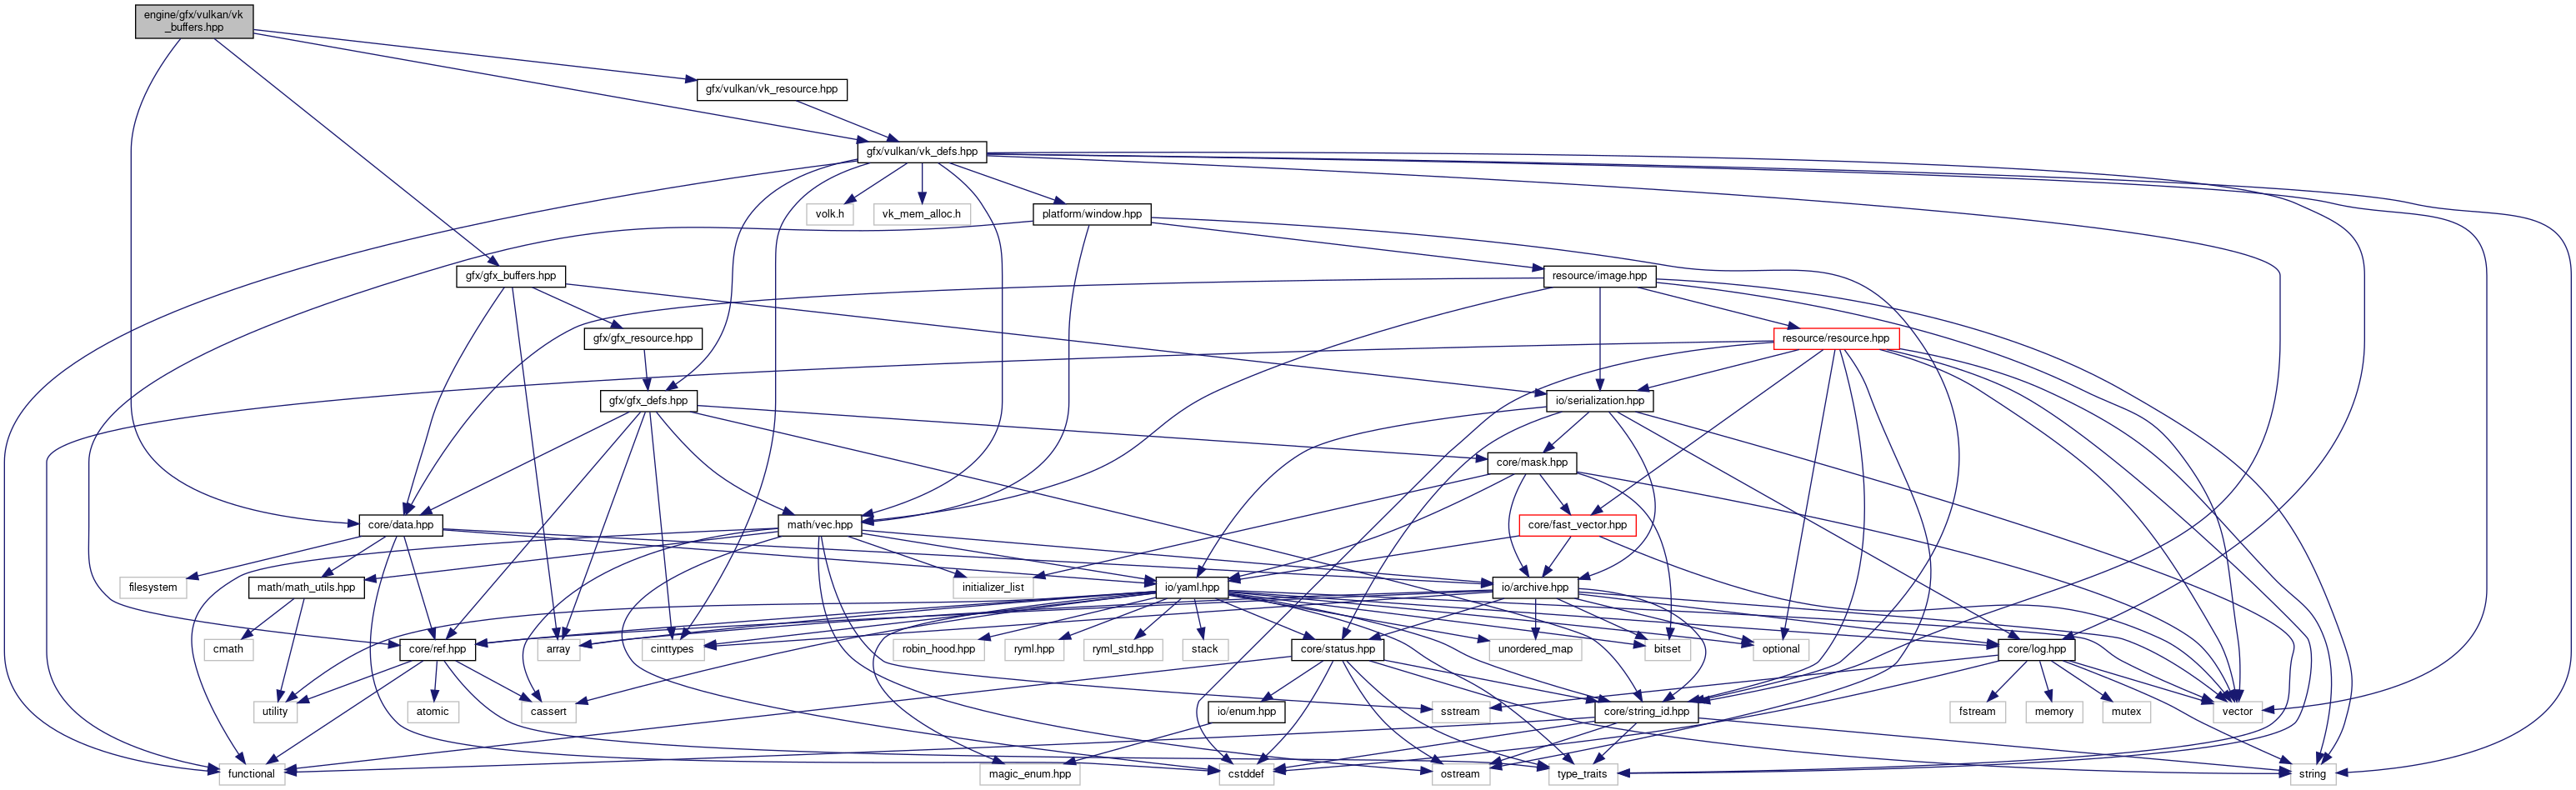 engine/gfx/vulkan/vk
_buffers.hpp
gfx/vulkan/vk_resource.hpp
gfx/vulkan/vk_defs.hpp
volk.h
vk_mem_alloc.h
platform/window.hpp
gfx/gfx_buffers.hpp
resource/image.hpp
gfx/gfx_resource.hpp
resource/resource.hpp
gfx/gfx_defs.hpp
io/serialization.hpp
core/mask.hpp
core/data.hpp
math/vec.hpp
core/fast_vector.hpp
filesystem
math/math_utils.hpp
initializer_list
io/yaml.hpp
io/archive.hpp
cmath
core/ref.hpp
array
cinttypes
robin_hood.hpp
ryml.hpp
ryml_std.hpp
stack
core/status.hpp
unordered_map
bitset
optional
core/log.hpp
utility
atomic
cassert
io/enum.hpp
sstream
core/string_id.hpp
fstream
memory
mutex
vector
functional
magic_enum.hpp
cstddef
ostream
type_traits
string